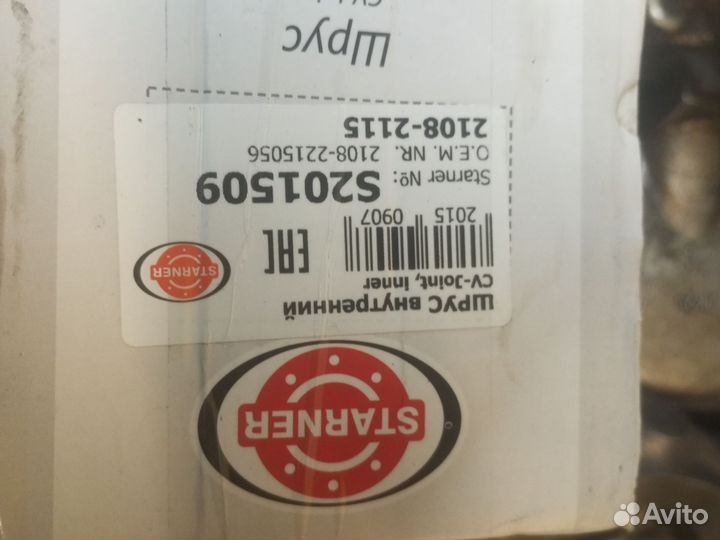 STARNER
ШРУС внутренний
CV-Joint, inner
STARNER
2015 0907
Starner №: S201509
O.E.M. NR. 2108-2215056
2108-2115
Шрус
Avito